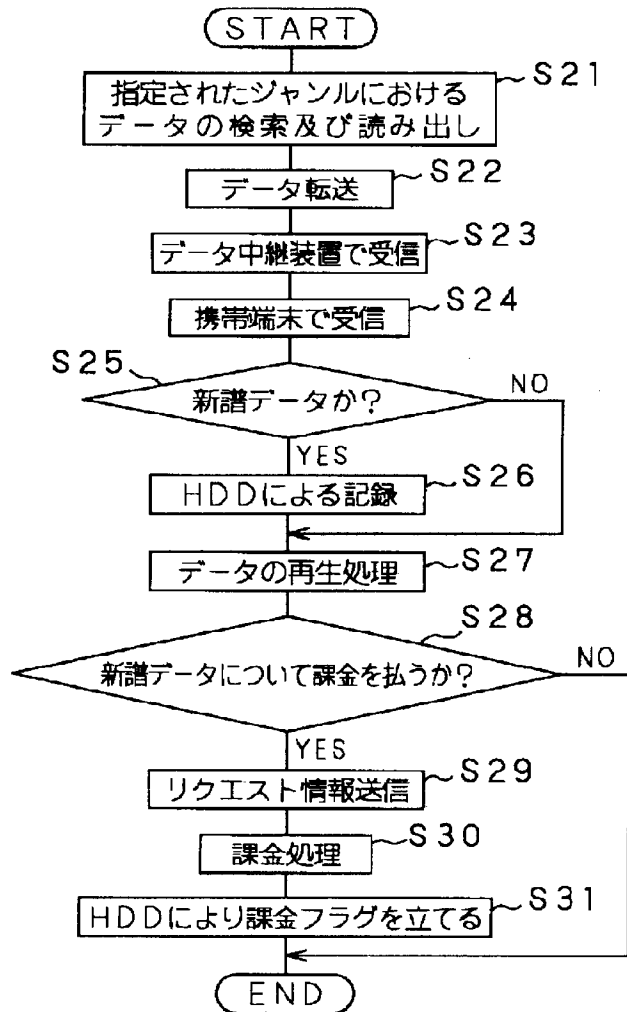 START
指定されたジャンルにおける
データの検索及び読み出し
S21
データ転送
S22
データ中継装置で受信
S23
携帯端末で受信
S24
S25
新譜データか?
NO
YES
HDDによる記録
S26
データの再生処理
S27
S28
新譜データについて課金を払うか?
NO
YES
リクエスト情報送信
S29
課金処理
S30
HDDにより課金フラグを立てる
S31
END